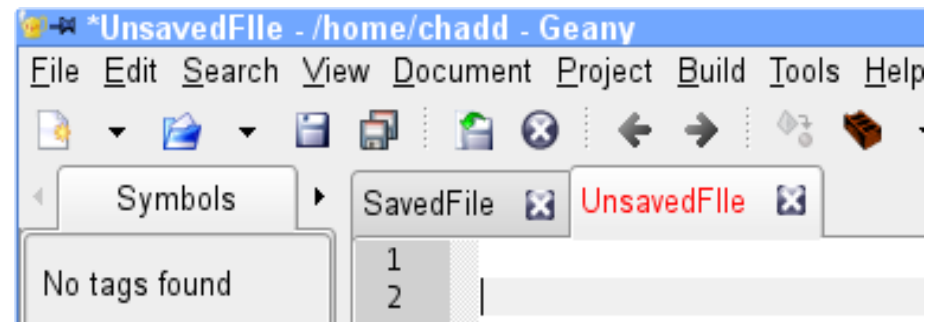 *UnsavedFIle - /home/chadd - Geany
File Edit Search View Document Project Build Tools Help
Symbols SavedFile UnsavedFIle
No tags found
1
2